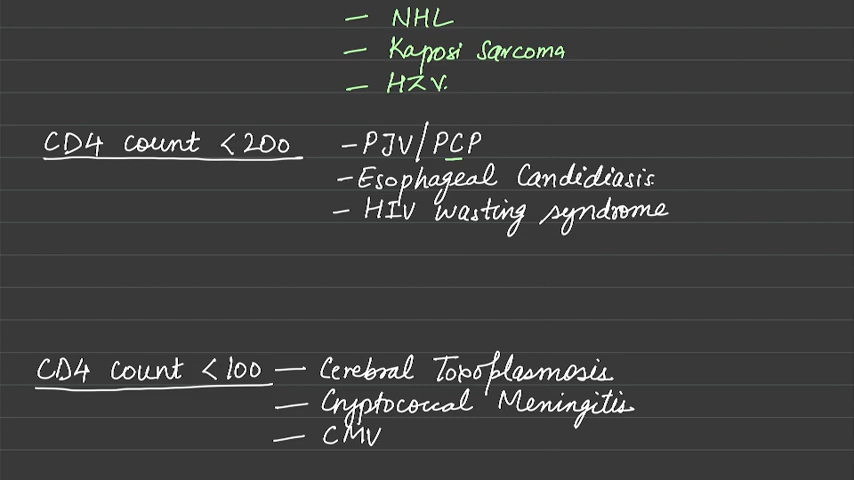 - NHL
- Kaposi Sarcoma
- HZV.
CD4 count <200 - PJV/PCP
- Esophageal Candidiasis
- HIV wasting syndrome
CD4 count <100 - Cerebral Toxoplasmosis
- Cryptococcal Meningitis
- CMV